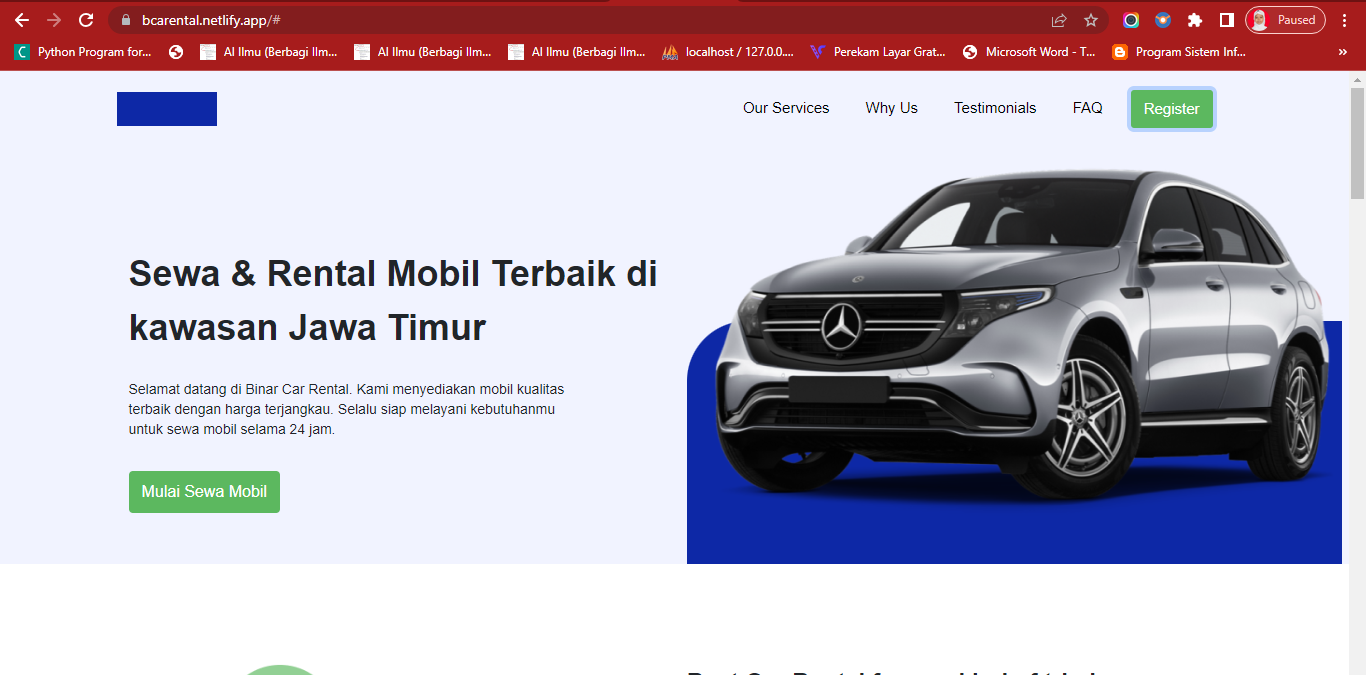 bcarental.netlify.app/#
Paused
Python Program for...
Al Ilmu (Berbagi Ilm...
Al Ilmu (Berbagi Ilm...
Al Ilmu (Berbagi Ilm...
localhost / 127.0.0....
Perekam Layar Grat...
Microsoft Word - T...
Program Sistem Inf...
»
Our Services
Why Us
Testimonials
FAQ
Register
Sewa & Rental Mobil Terbaik di
kawasan Jawa Timur
Selamat datang di Binar Car Rental. Kami menyediakan mobil kualitas
terbaik dengan harga terjangkau. Selalu siap melayani kebutuhanmu
untuk sewa mobil selama 24 jam.
Mulai Sewa Mobil